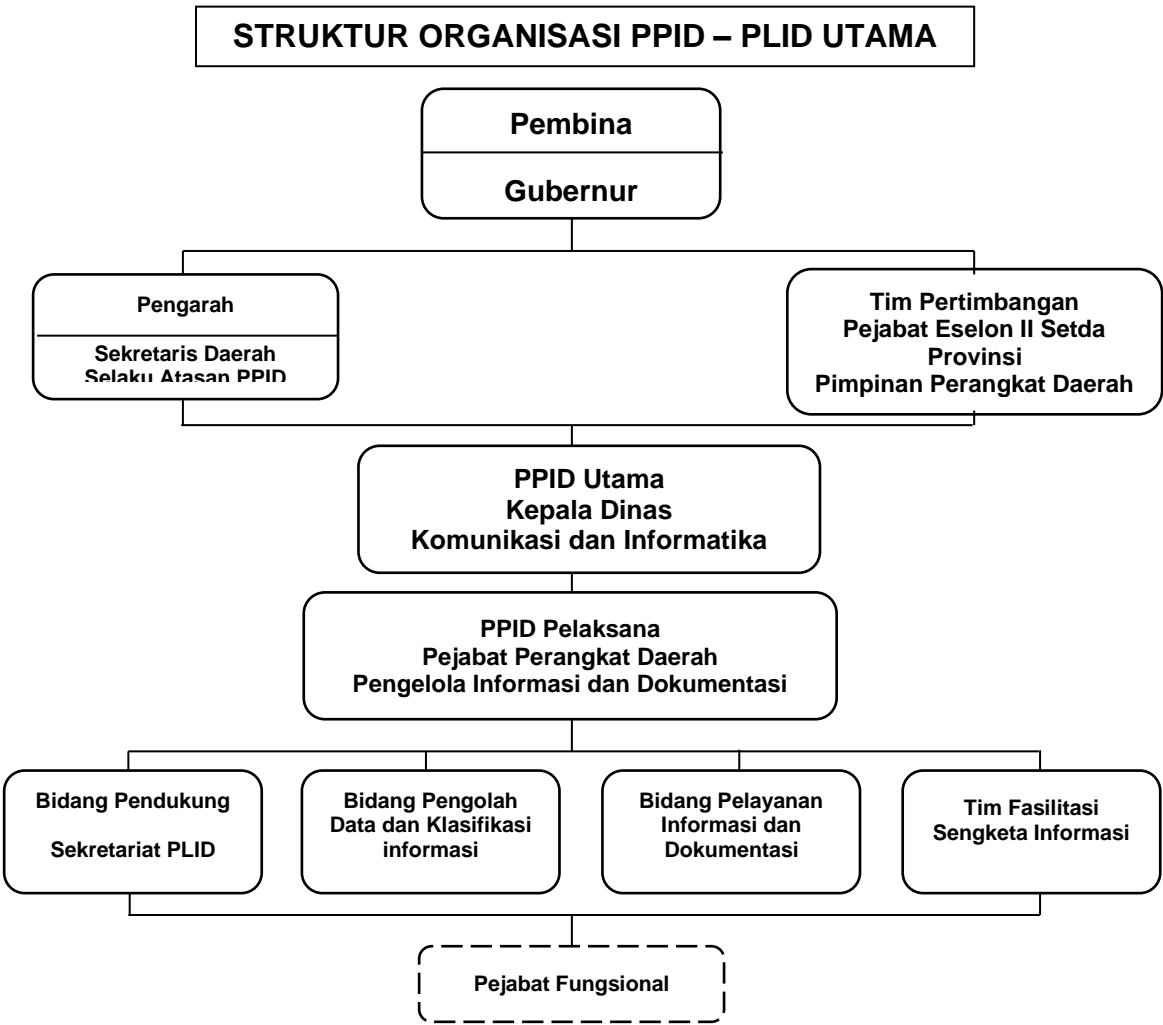 STRUKTUR ORGANISASI PPID – PLID UTAMA
Pembina
Gubernur
Pengarah
Sekretaris Daerah
Selaku Atasan PPID
Tim Pertimbangan
Pejabat Eselon II Setda
Provinsi
Pimpinan Perangkat Daerah
PPID Utama
Kepala Dinas
Komunikasi dan Informatika
PPID Pelaksana
Pejabat Perangkat Daerah
Pengelola Informasi dan Dokumentasi
Bidang Pendukung
Sekretariat PLID
Bidang Pengolah
Data dan Klasifikasi
informasi
Bidang Pelayanan
Informasi dan
Dokumentasi
Tim Fasilitasi
Sengketa Informasi
Pejabat Fungsional